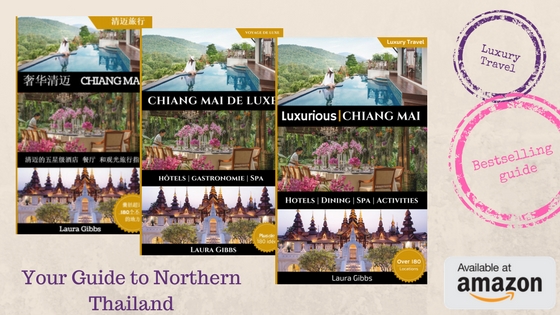 清迈旅行
奢华清迈 CHIANG MA
清迈的五星级酒店 餐厅 和观光旅行指
Laura Gibbs
VOYAGE DE LUXE
CHIANG MAI DE LUXE
HÔTELS | GASTRONOMIE | SPA
LAURA GIBBS
Luxury Travel
Luxurious|CHIANG MAI
HOTELS | DINING | SPA | ACTIVITIES
Over 180
Locations
Laura Gibbs
Luxury
Travel
Bestselling
guide
Your Guide to Northern
Thailand
Available at
amazon